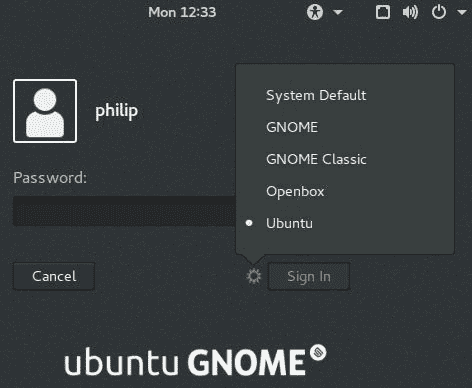 Mon 12:33
philip
Password:
System Default
GNOME
GNOME Classic
Openbox
Ubuntu
Cancel
Sign In
ubuntu GNOME